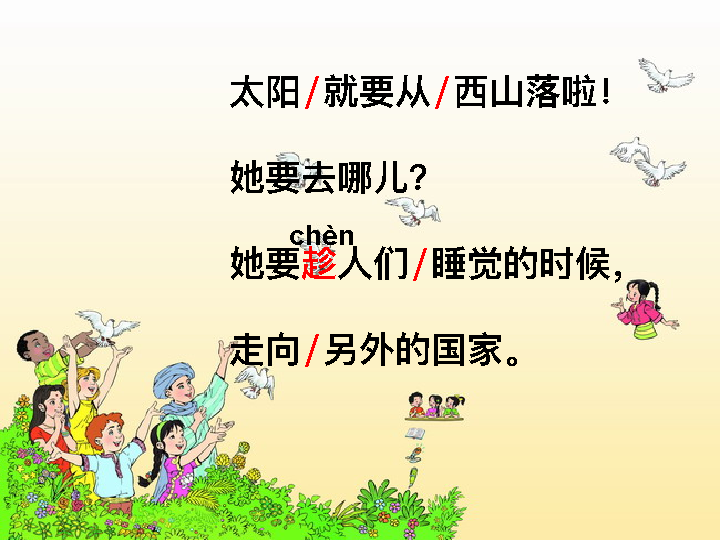 太阳/就要从/西山落啦!
她要去哪儿?
chèn
她要趁人们/睡觉的时候,
走向/另外的国家。